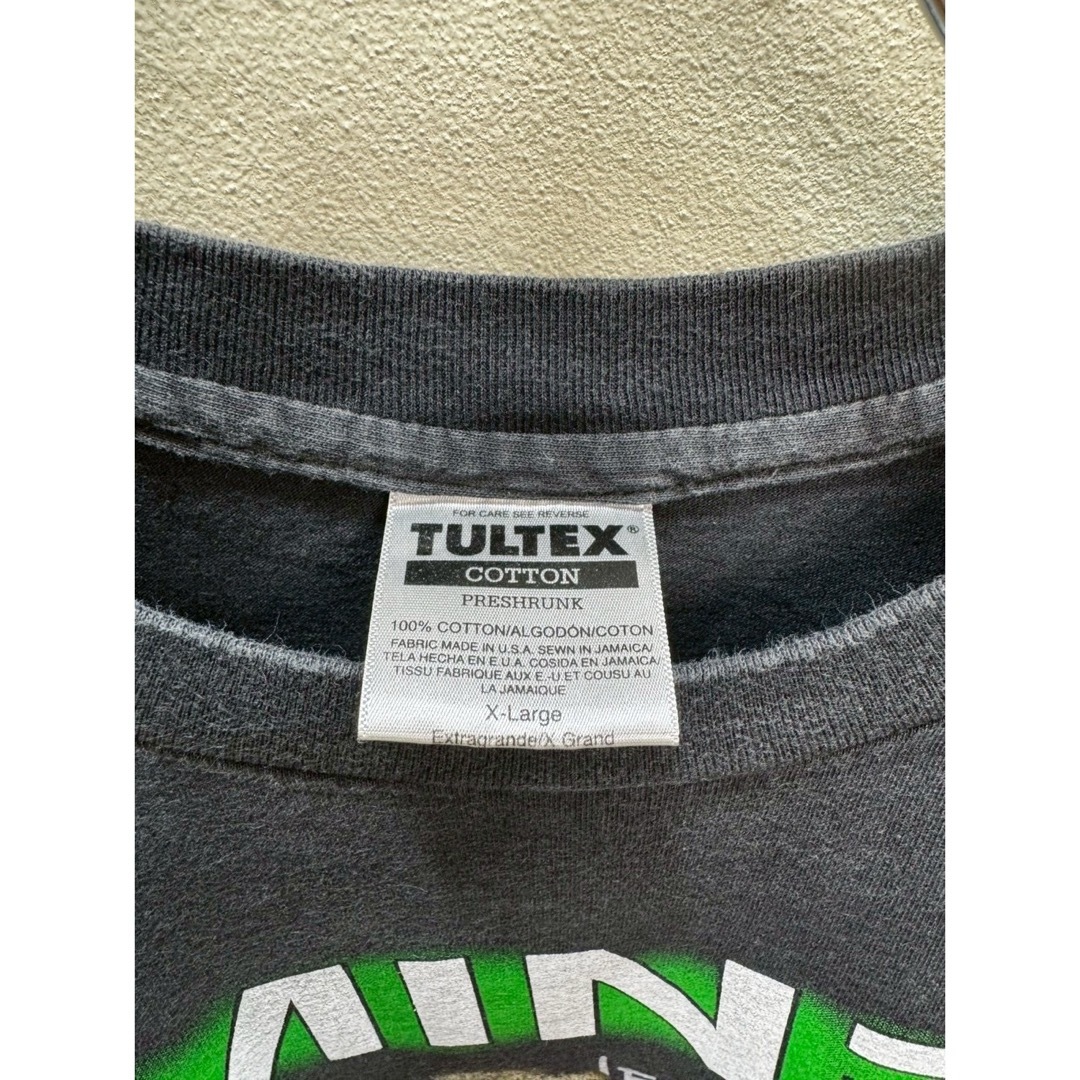 FOR CARE SEE REVERSE
TULTEX®
COTTON
PRESHRUNK
100% COTTON/ALGODÓN/COTON
FABRIC MADE IN U.S.A. SEWN IN JAMAICA/
TELA HECHA EN E.U.A. COSIDA EN JAMAICA/
TISSU FABRIQUE AUX E.-U ET COUSU AU
LA JAMAIQUE
X-Large
Extragrande/X Grand